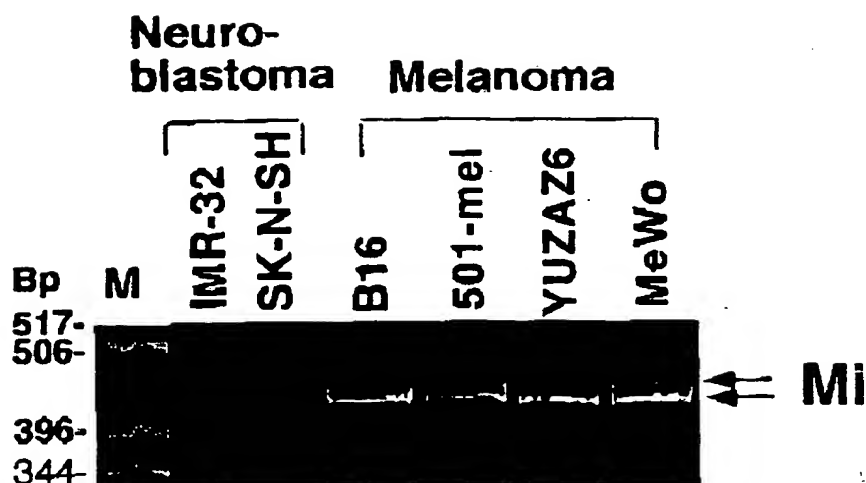 Neuro-
blastoma
Melanoma
IMR-32
SK-N-SH
B16
501-mel
YUZAZ6
MeWo
Bp M
517-
506-
396-
344-
Mi